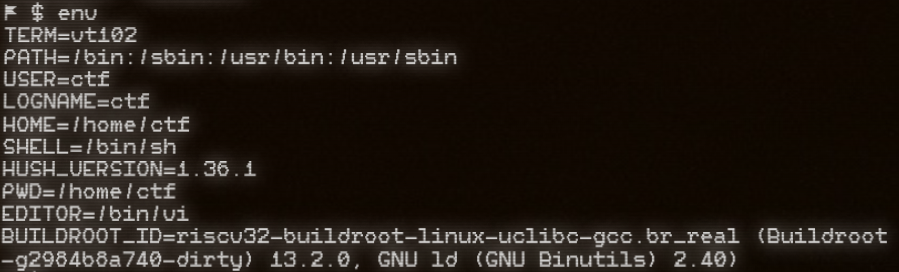 $ env
TERM=vt102
PATH=/bin:/sbin:/usr/bin:/usr/sbin
USER=ctf
LOGNAME=ctf
HOME=/home/ctf
SHELL=/bin/sh
HUSH_VERSION=1.36.1
PWD=/home/ctf
EDITOR=/bin/vi
BUILDROOT_ID=riscv32-buildroot-linux-uclibc-gcc.br_real (Buildroot
-g2984b8a740-dirty) 13.2.0, GNU ld (GNU Binutils) 2.40)